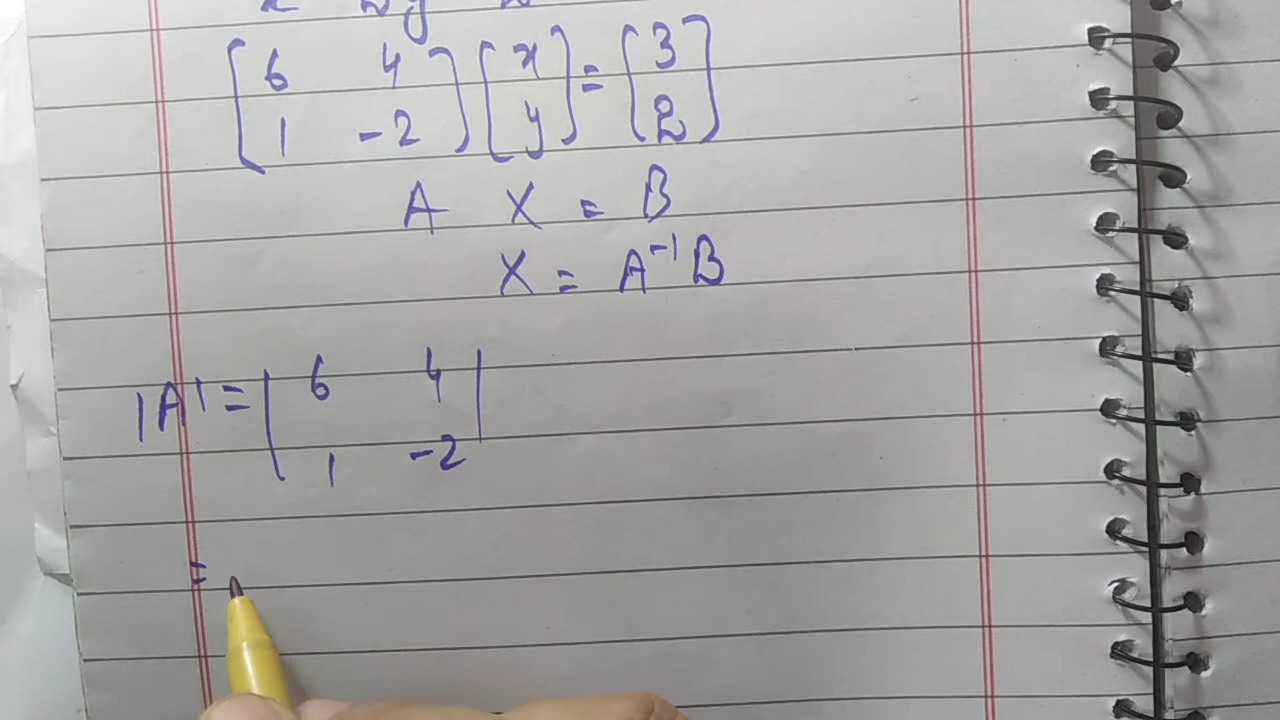 [6 4] [x] = [3]
[1 -2] [y] [2]
A X = B
X = A⁻¹B
|A| = |6 4|
|1 -2|
=